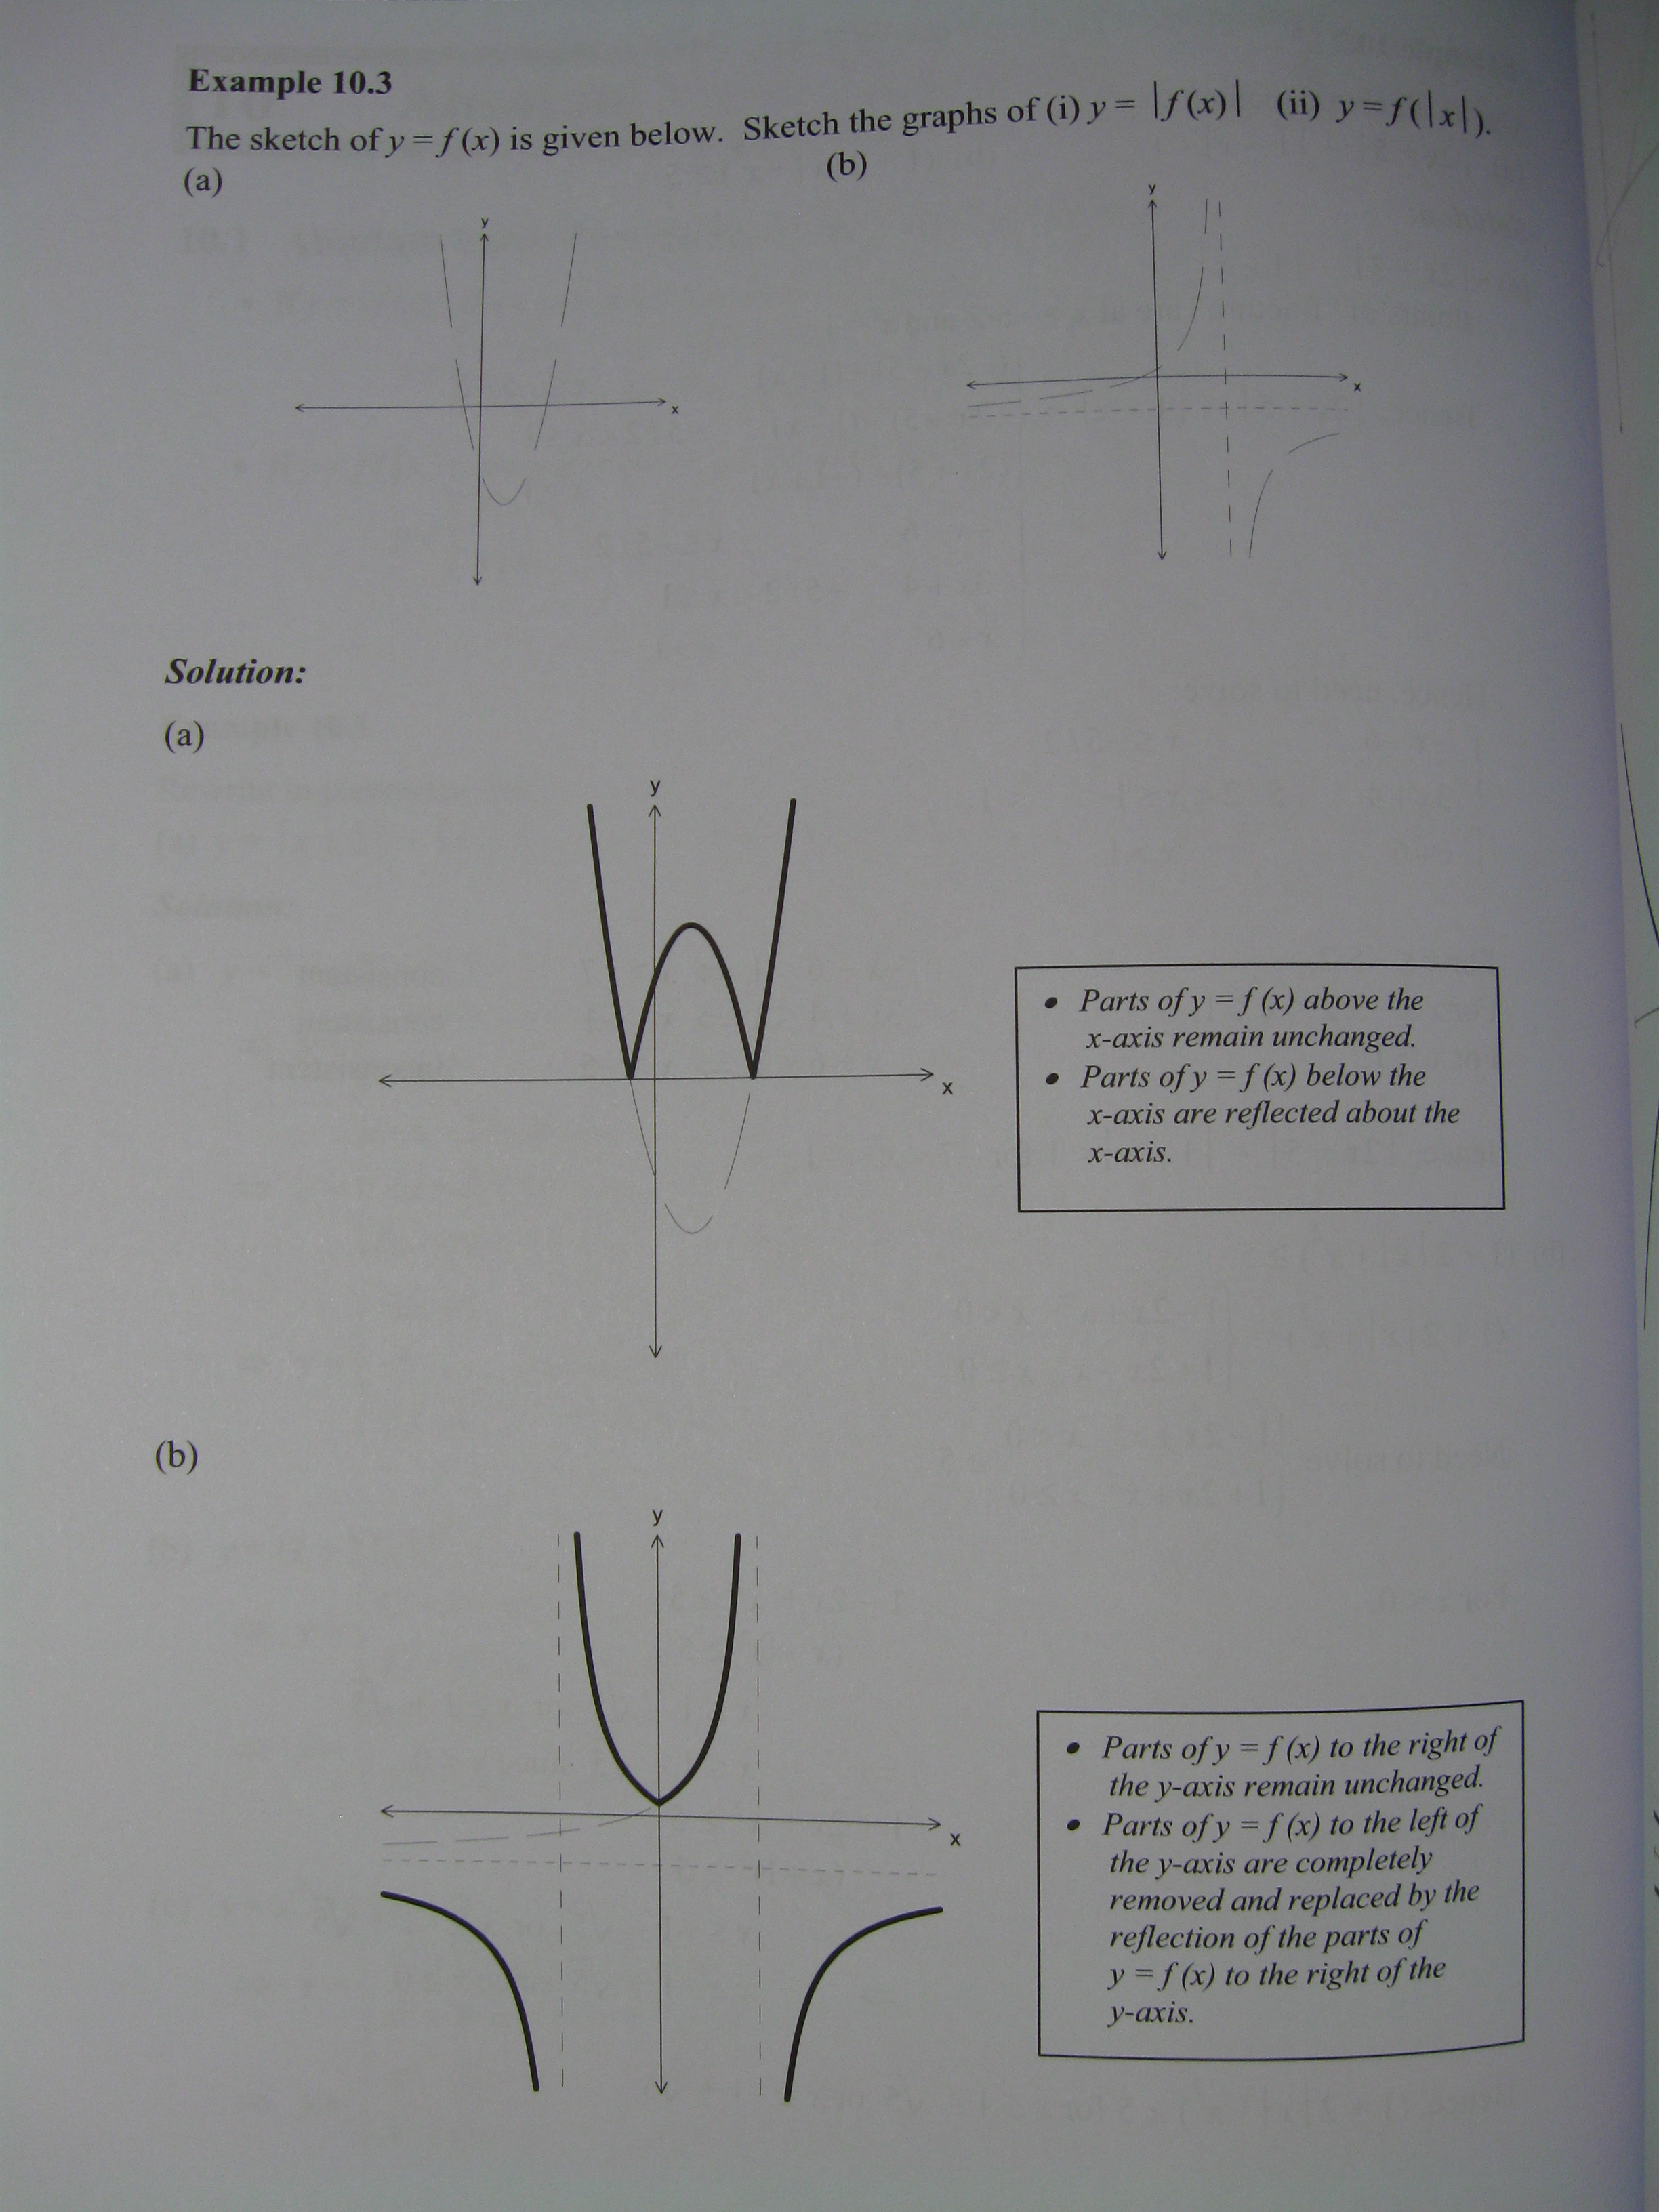 Example 10.3
The sketch of y = f (x) is given below. Sketch the graphs of (i) y = |f(x)| (ii) y = f(|x|).
(a) (b)
y y
x x
Solution:
(a)
y
x
• Parts of y = f (x) above the
x-axis remain unchanged.
• Parts of y = f (x) below the
x-axis are reflected about the
x-axis.
(b)
y
x
• Parts of y = f (x) to the right of
the y-axis remain unchanged.
• Parts of y = f (x) to the left of
the y-axis are completely
removed and replaced by the
reflection of the parts of
y = f (x) to the right of the
y-axis.